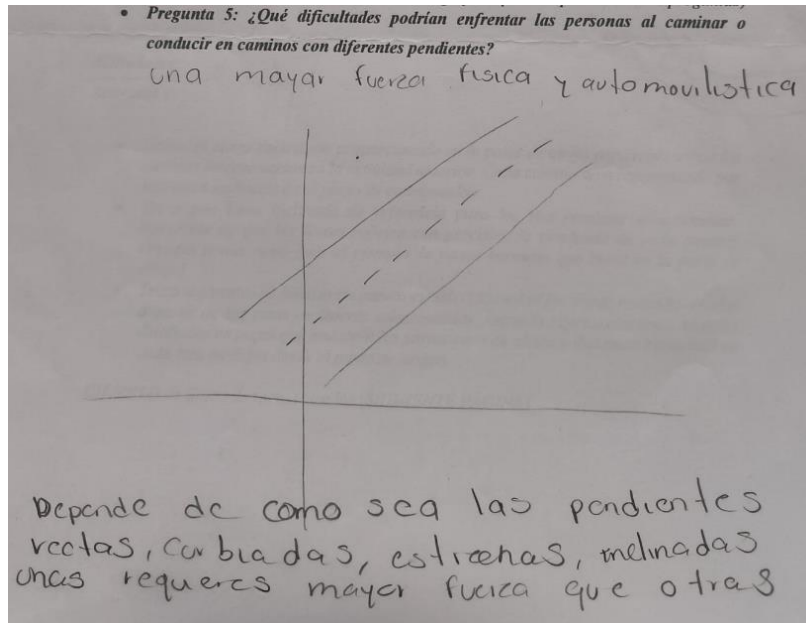 • Pregunta 5: ¿Qué dificultades podrían enfrentar las personas al caminar o
conducir en caminos con diferentes pendientes?
una mayar fuerza fisica y automovilistica
Depende de como sea las pendientes
rectas, curbiadas, estrechas, inclinadas
unas requeres mayor fuerza que otras